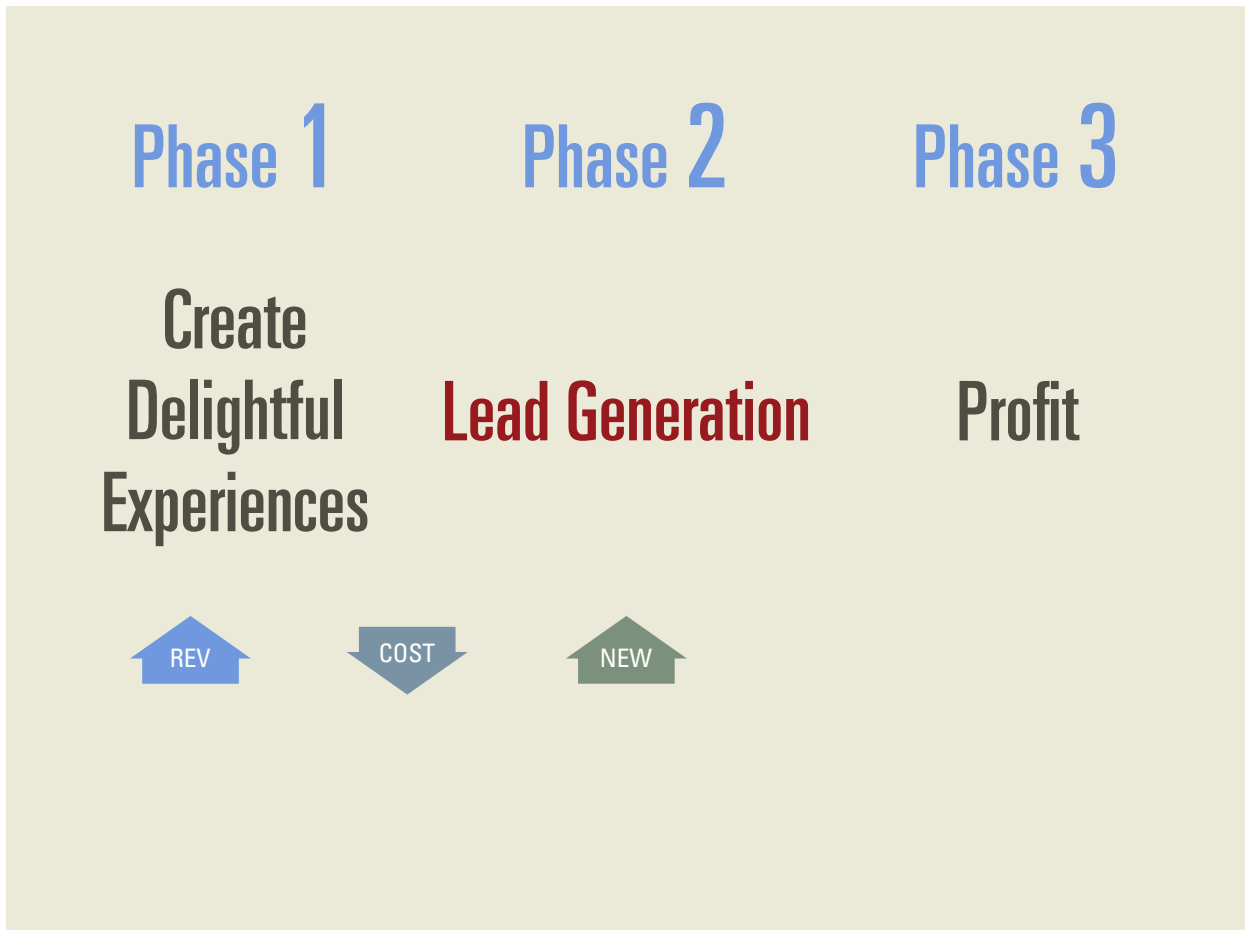 Phase 1
Phase 2
Phase 3
Create
Delightful
Experiences
Lead Generation
Profit
REV
COST
NEW